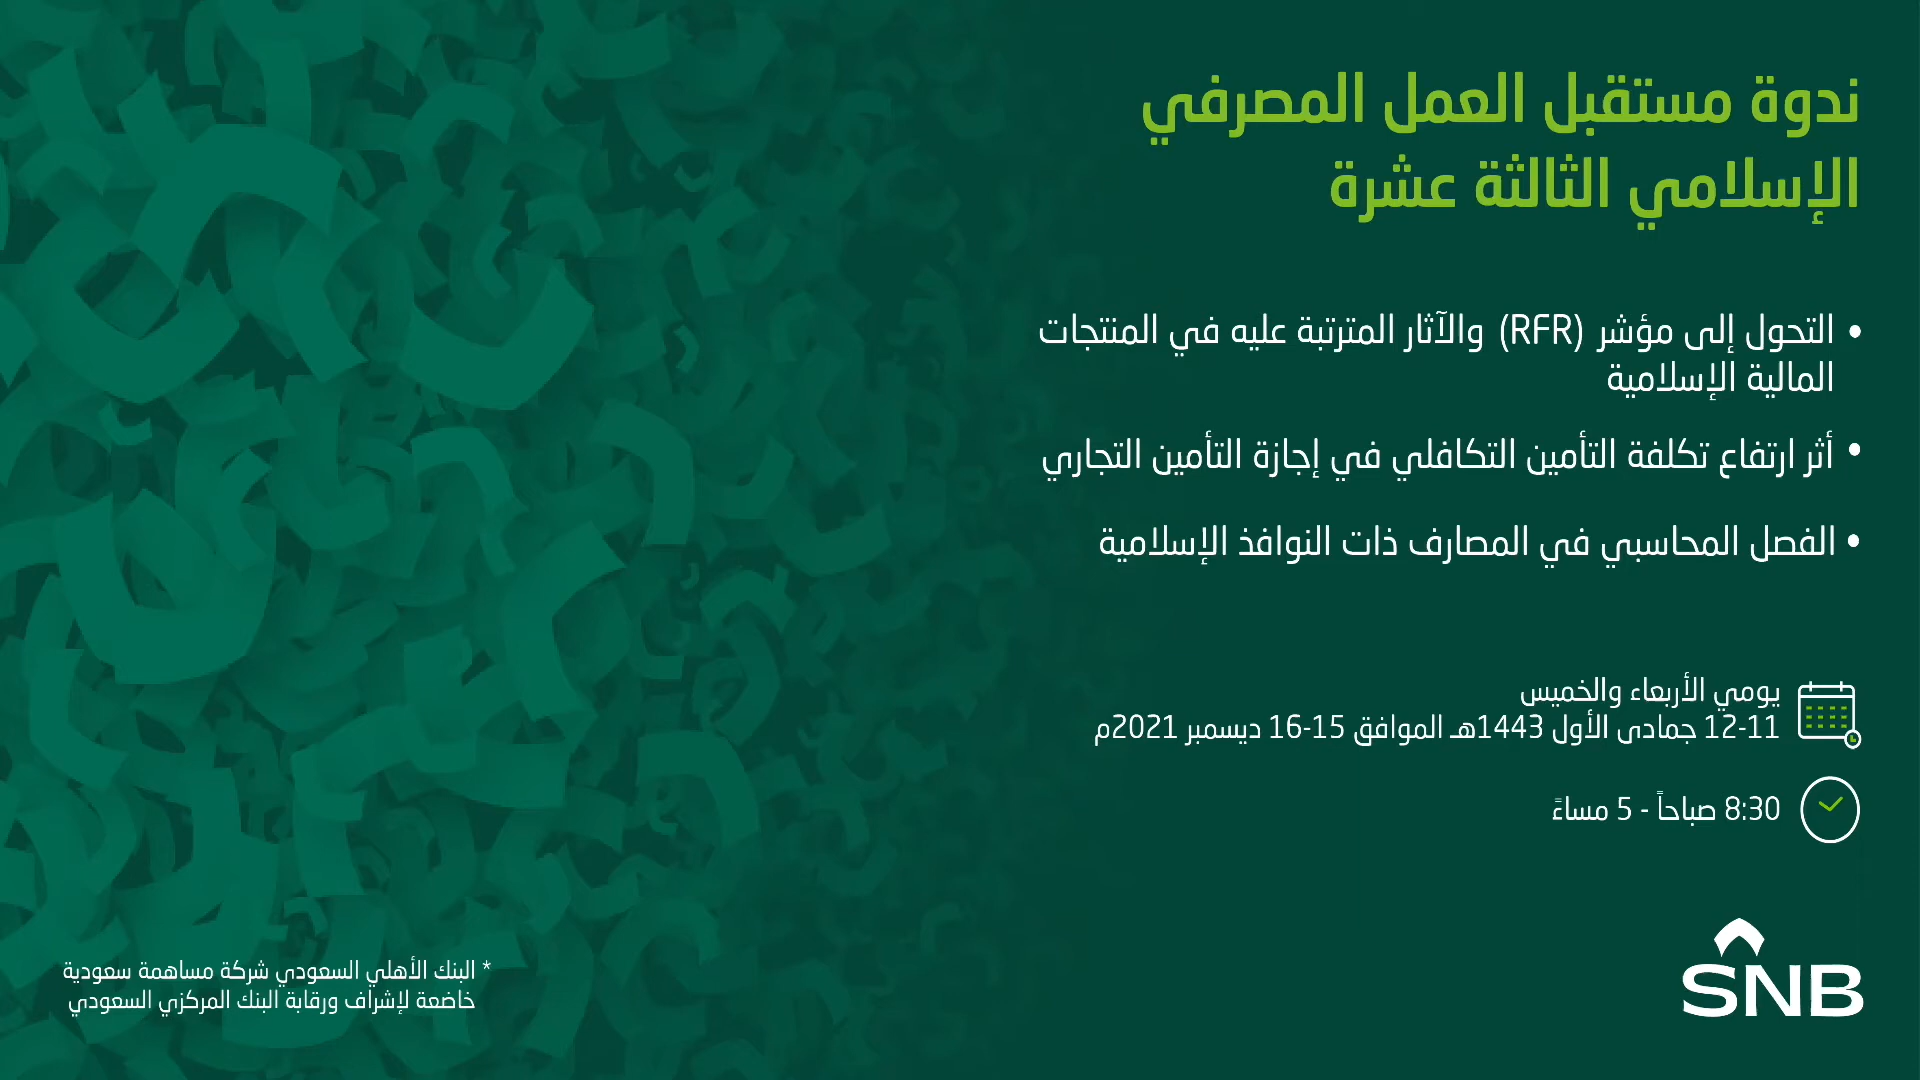 ندوة مستقبل العمل المصرفي
الإسلامي الثالثة عشرة
• التحول إلى مؤشر (RFR) والآثار المترتبة عليه في المنتجات
المالية الإسلامية
• أثر ارتفاع تكلفة التأمين التكافلي في إجازة التأمين التجاري
• الفصل المحاسبي في المصارف ذات النوافذ الإسلامية
يومي الأربعاء والخميس
11-12 جمادى الأول 1443هـ الموافق 15-16 ديسمبر 2021م
8:30 صباحاً - 5 مساءً
SNB
* البنك الأهلي السعودي شركة مساهمة سعودية
خاضعة لإشراف ورقابة البنك المركزي السعودي